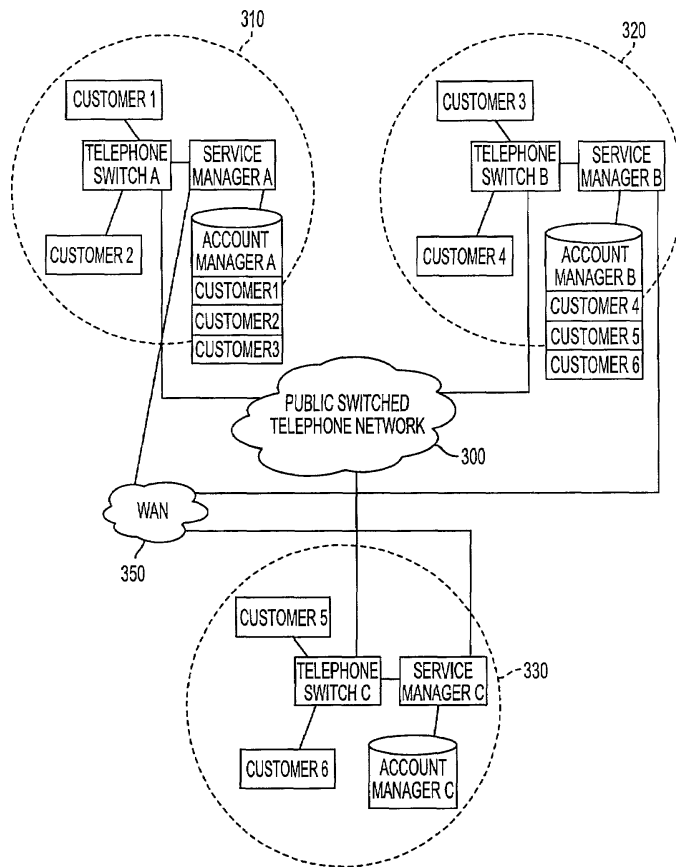 310
320
CUSTOMER 1
TELEPHONE
SWITCH A
SERVICE
MANAGER A
CUSTOMER 2
ACCOUNT
MANAGER A
CUSTOMER1
CUSTOMER2
CUSTOMER3
CUSTOMER 3
TELEPHONE
SWITCH B
SERVICE
MANAGER B
CUSTOMER 4
ACCOUNT
MANAGER B
CUSTOMER 4
CUSTOMER 5
CUSTOMER 6
PUBLIC SWITCHED
TELEPHONE NETWORK
300
WAN
350
CUSTOMER 5
TELEPHONE
SWITCH C
SERVICE
MANAGER C
330
CUSTOMER 6
ACCOUNT
MANAGER C